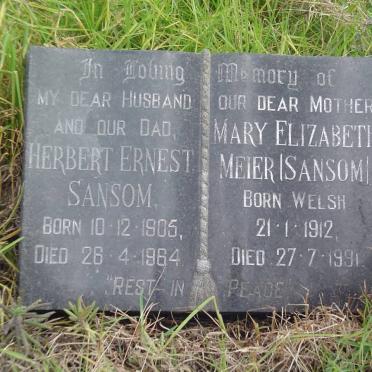 In Loving Memory of
MY DEAR HUSBAND
AND OUR DAD,
HERBERT ERNEST
SANSOM,
BORN 10-12-1905,
DIED 26-4-1964
OUR DEAR MOTHER
MARY ELIZABETH
MEIER (SANSOM)
BORN WELSH
21-1-1912,
DIED 27-7-1991
"REST IN PEACE"